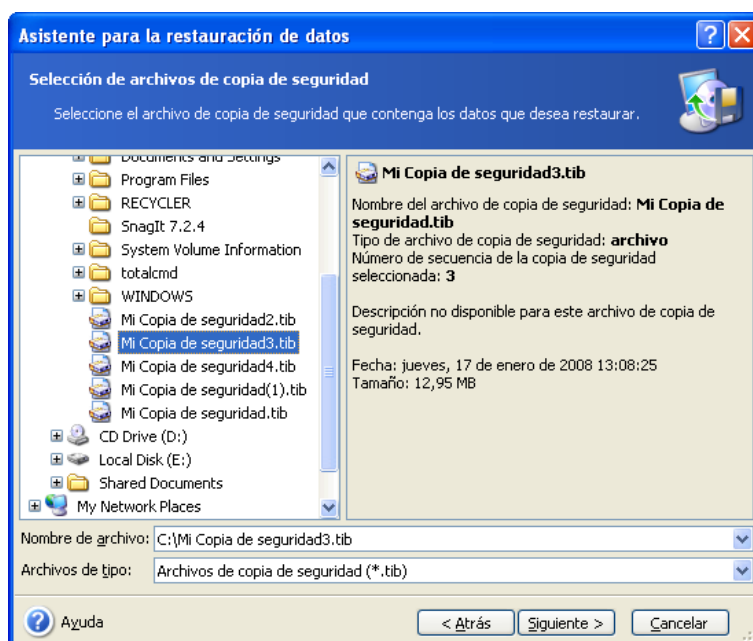 Asistente para la restauración de datos
Selección de archivos de copia de seguridad
Seleccione el archivo de copia de seguridad que contenga los datos que desea restaurar.
Documents and Settings
Program Files
RECYCLER
SnagIt 7.2.4
System Volume Information
totalcmd
WINDOWS
Mi Copia de seguridad2.tib
Mi Copia de seguridad3.tib
Mi Copia de seguridad4.tib
Mi Copia de seguridad(1).tib
Mi Copia de seguridad.tib
CD Drive (D:)
Local Disk (E:)
Shared Documents
My Network Places
Mi Copia de seguridad3.tib
Nombre del archivo de copia de seguridad: Mi Copia de
seguridad.tib
Tipo de archivo de copia de seguridad: archivo
Número de secuencia de la copia de seguridad
seleccionada: 3
Descripción no disponible para este archivo de copia de
seguridad.
Fecha: jueves, 17 de enero de 2008 13:08:25
Tamaño: 12,95 MB
Nombre de archivo: C:\Mi Copia de seguridad3.tib
Archivos de tipo: Archivos de copia de seguridad (*.tib)
Ayuda
< Atrás
Siguiente >
Cancelar